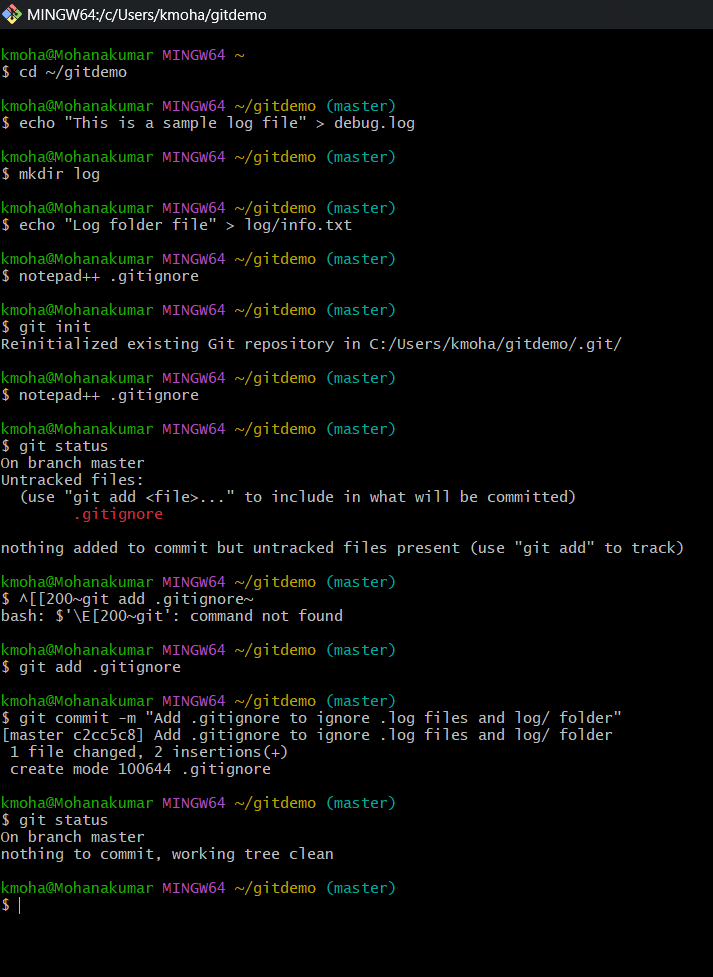 MINGW64:/c/Users/kmoha/gitdemo
kmoha@Mohanakumar MINGW64 ~
$ cd ~/gitdemo
kmoha@Mohanakumar MINGW64 ~/gitdemo (master)
$ echo "This is a sample log file" > debug.log
kmoha@Mohanakumar MINGW64 ~/gitdemo (master)
$ mkdir log
kmoha@Mohanakumar MINGW64 ~/gitdemo (master)
$ echo "Log folder file" > log/info.txt
kmoha@Mohanakumar MINGW64 ~/gitdemo (master)
$ notepad++ .gitignore
kmoha@Mohanakumar MINGW64 ~/gitdemo (master)
$ git init
Reinitialized existing Git repository in C:/Users/kmoha/gitdemo/.git/
kmoha@Mohanakumar MINGW64 ~/gitdemo (master)
$ notepad++ .gitignore
kmoha@Mohanakumar MINGW64 ~/gitdemo (master)
$ git status
On branch master
Untracked files:
  (use "git add <file>..." to include in what will be committed)
        .gitignore
nothing added to commit but untracked files present (use "git add" to track)
kmoha@Mohanakumar MINGW64 ~/gitdemo (master)
$ ^[[200~git add .gitignore~
bash: $'\E[200~git': command not found
kmoha@Mohanakumar MINGW64 ~/gitdemo (master)
$ git add .gitignore
kmoha@Mohanakumar MINGW64 ~/gitdemo (master)
$ git commit -m "Add .gitignore to ignore .log files and log/ folder"
[master c2cc5c8] Add .gitignore to ignore .log files and log/ folder
 1 file changed, 2 insertions(+)
 create mode 100644 .gitignore
kmoha@Mohanakumar MINGW64 ~/gitdemo (master)
$ git status
On branch master
nothing to commit, working tree clean
kmoha@Mohanakumar MINGW64 ~/gitdemo (master)
$